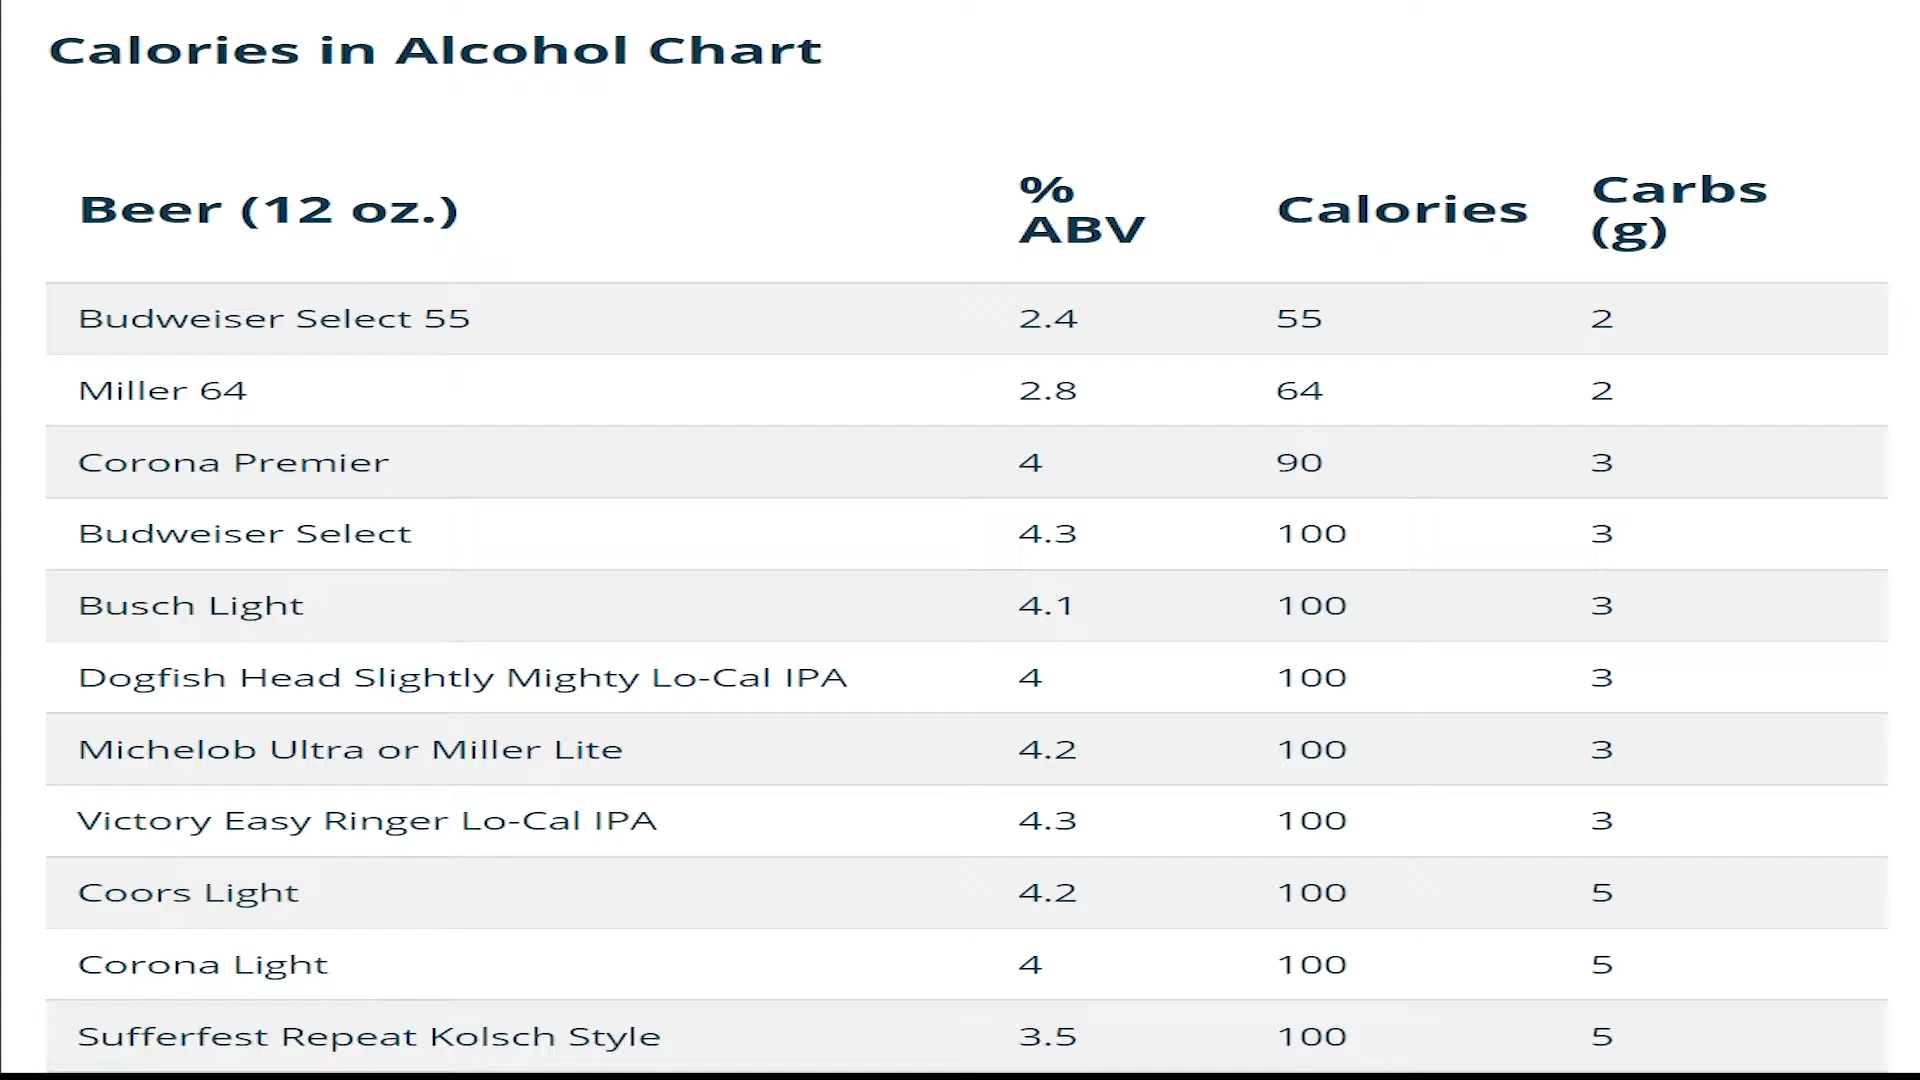 Calories in Alcohol Chart
Beer (12 oz.) % ABV Calories Carbs (g)
Budweiser Select 55 2.4 55 2
Miller 64 2.8 64 2
Corona Premier 4 90 3
Budweiser Select 4.3 100 3
Busch Light 4.1 100 3
Dogfish Head Slightly Mighty Lo-Cal IPA 4 100 3
Michelob Ultra or Miller Lite 4.2 100 3
Victory Easy Ringer Lo-Cal IPA 4.3 100 3
Coors Light 4.2 100 5
Corona Light 4 100 5
Sufferfest Repeat Kolsch Style 3.5 100 5